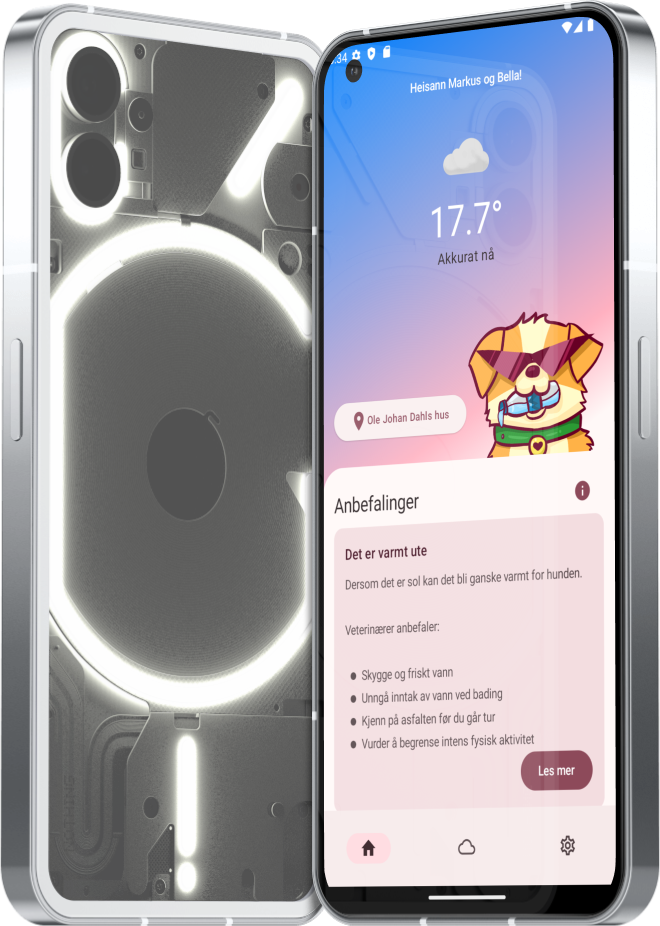 :34
Heisann Markus og Bella!
17.7°
Akkurat nå
Ole Johan Dahls hus
Anbefalinger
Det er varmt ute
Dersom det er sol kan det bli ganske varmt for hunden.
Veterinærer anbefaler:
Skygge og friskt vann
Unngå inntak av vann ved bading
Kjenn på asfalten før du går tur
Vurder å begrense intens fysisk aktivitet
Les mer